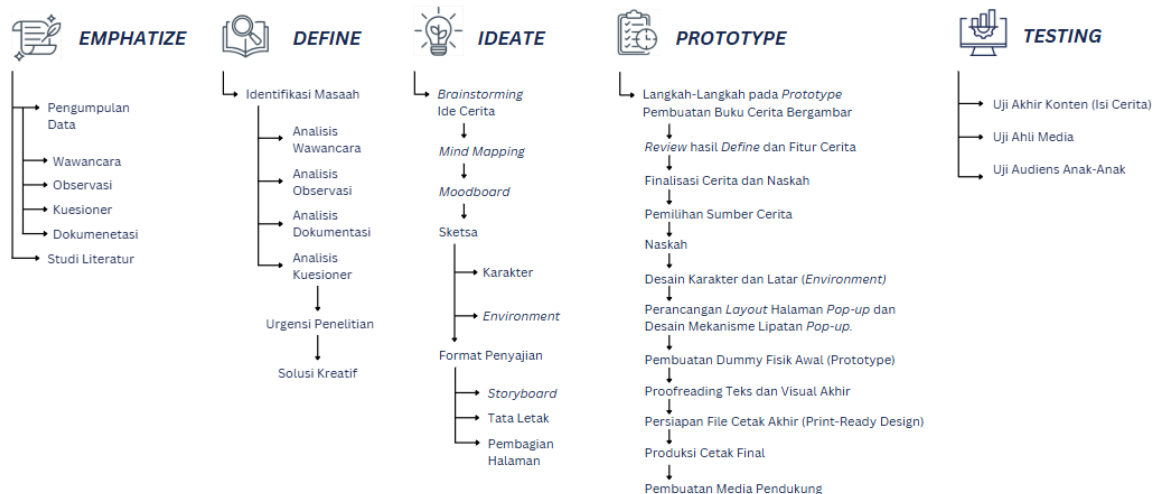 EMPHATIZE
Pengumpulan
Data
Wawancara
Observasi
Kuesioner
Dokumenetasi
Studi Literatur
DEFINE
Identifikasi Masaah
Analisis
Wawancara
Analisis
Observasi
Analisis
Dokumentasi
Analisis
Kuesioner
Urgensi Penelitian
Solusi Kreatif
IDEATE
Brainstorming
Ide Cerita
Mind Mapping
Moodboard
Sketsa
Karakter
Environment
Format Penyajian
Storyboard
Tata Letak
Pembagian
Halaman
PROTOTYPE
Langkah-Langkah pada Prototype
Pembuatan Buku Cerita Bergambar
Review hasil Define dan Fitur Cerita
Finalisasi Cerita dan Naskah
Pemilihan Sumber Cerita
Naskah
Desain Karakter dan Latar (Environment)
Perancangan Layout Halaman Pop-up dan
Desain Mekanisme Lipatan Pop-up.
Pembuatan Dummy Fisik Awal (Prototype)
Proofreading Teks dan Visual Akhir
Persiapan File Cetak Akhir (Print-Ready Design)
Produksi Cetak Final
Pembuatan Media Pendukung
TESTING
Uji Akhir Konten (Isi Cerita)
Uji Ahli Media
Uji Audiens Anak-Anak